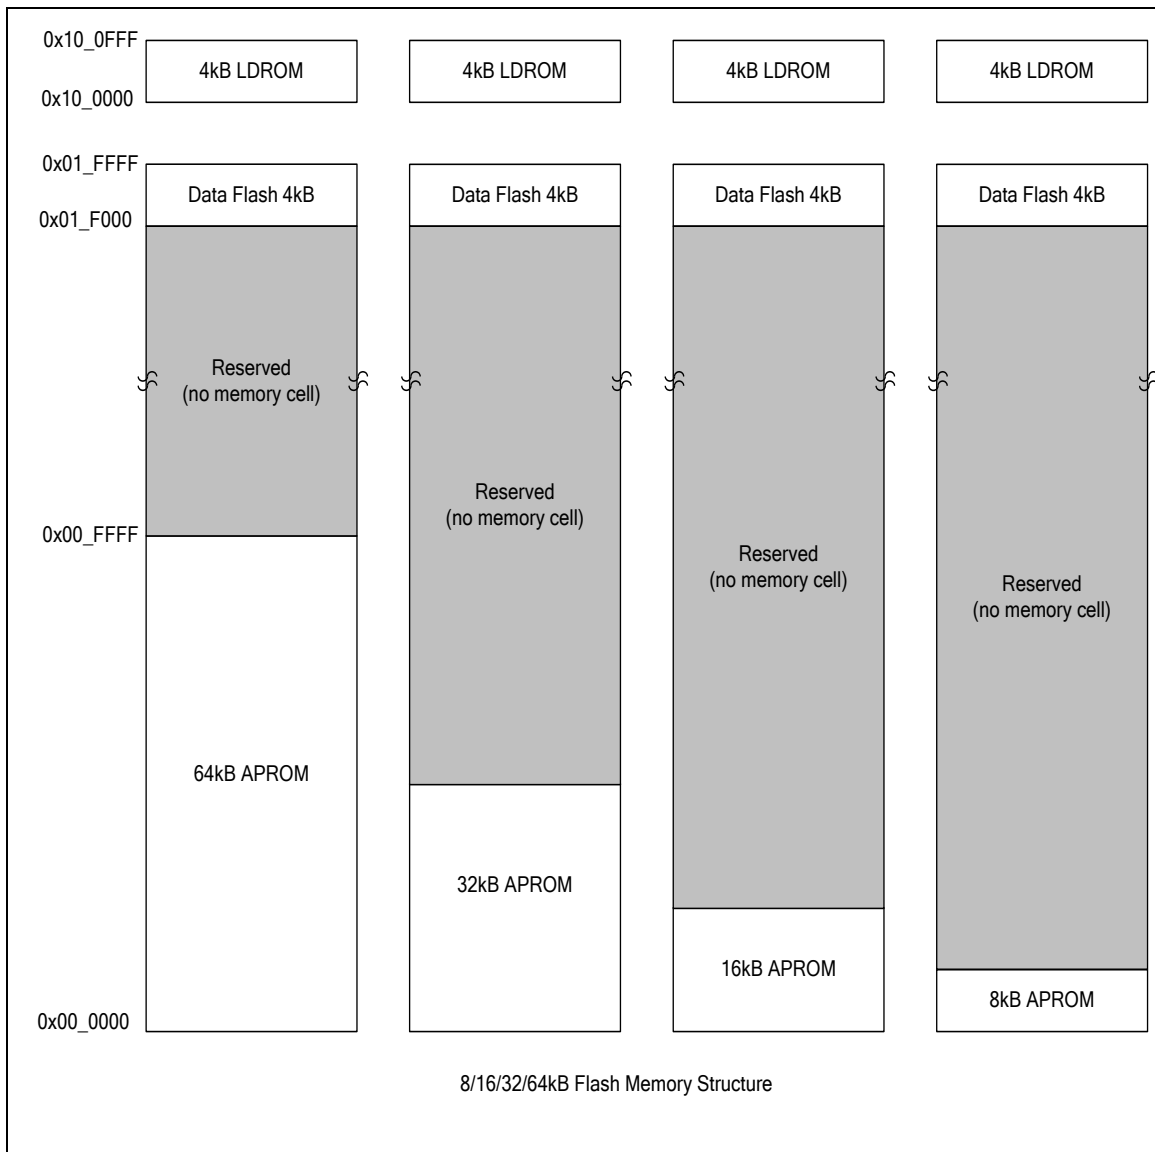 0x10_0FFF
4kB LDROM
4kB LDROM
4kB LDROM
4kB LDROM
0x10_0000
0x01_FFFF
Data Flash 4kB
Data Flash 4kB
Data Flash 4kB
Data Flash 4kB
0x01_F000
Reserved
(no memory cell)
Reserved
(no memory cell)
Reserved
(no memory cell)
Reserved
(no memory cell)
0x00_FFFF
64kB APROM
32kB APROM
16kB APROM
8kB APROM
0x00_0000
8/16/32/64kB Flash Memory Structure